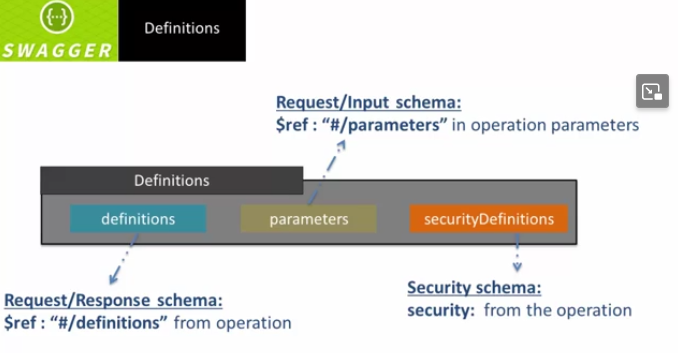 {···}
SWAGGER
Definitions
Request/Input schema:
$ref : “#/parameters” in operation parameters
Definitions
definitions
parameters
securityDefinitions
Request/Response schema:
$ref : “#/definitions” from operation
Security schema:
security: from the operation